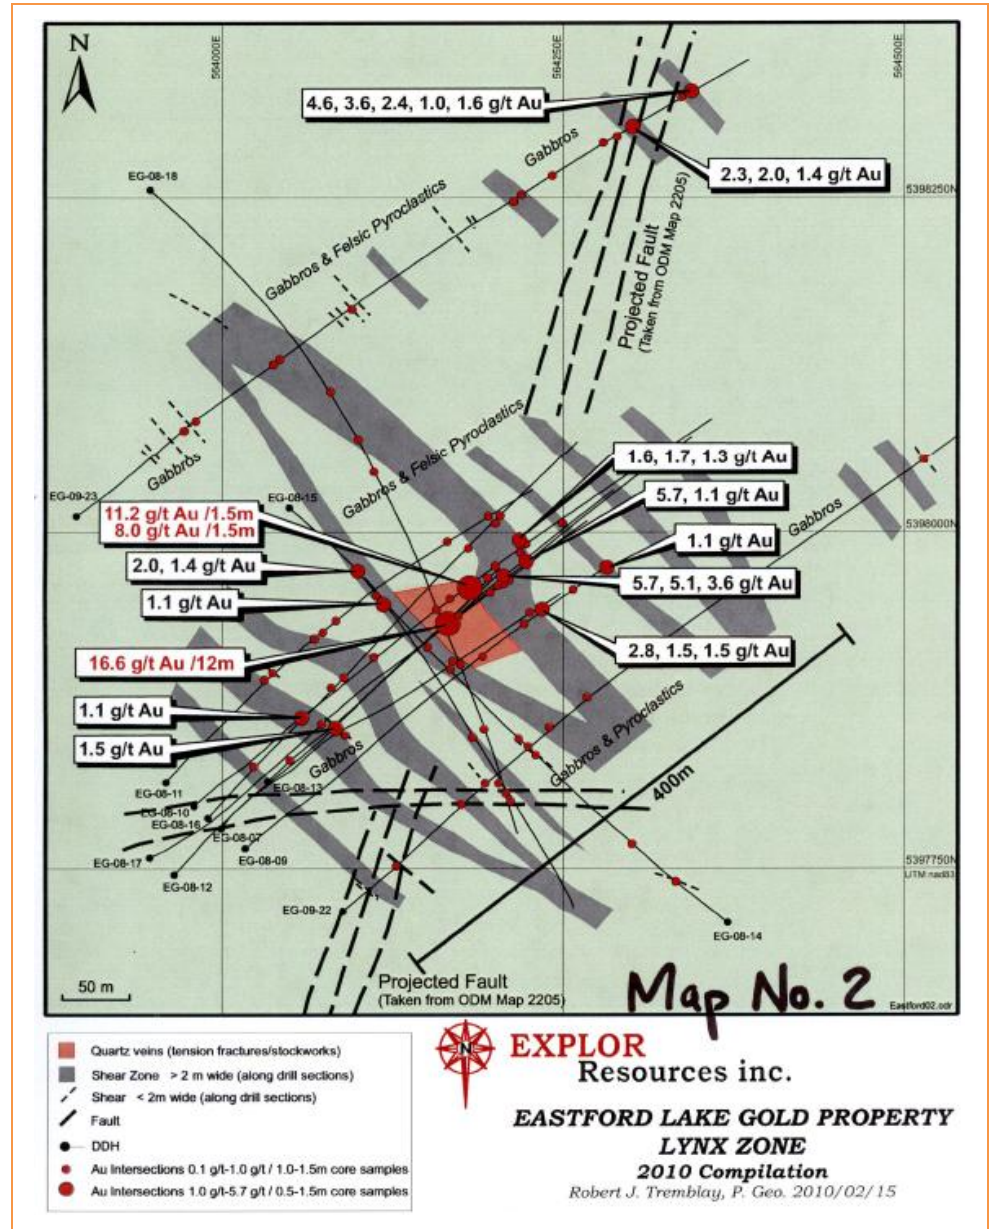 N
564000E
564250E
564500E
4.6, 3.6, 2.4, 1.0, 1.6 g/t Au
Gabbros
2.3, 2.0, 1.4 g/t Au
EG-08-18
5398250N
Gabbros & Felsic Pyroclastics
Projected Fault
(Taken from ODM Map 2205)
Gabbros & Felsic Pyroclastics
1.6, 1.7, 1.3 g/t Au
Gabbros
EG-09-23
EG-08-15
5.7, 1.1 g/t Au
11.2 g/t Au /1.5m
8.0 g/t Au /1.5m
Gabbros
5398000N
1.1 g/t Au
2.0, 1.4 g/t Au
5.7, 5.1, 3.6 g/t Au
1.1 g/t Au
2.8, 1.5, 1.5 g/t Au
16.6 g/t Au /12m
1.1 g/t Au
Gabbros & Pyroclastics
1.5 g/t Au
Gabbros
400m
EG-08-11
EG-08-13
EG-08-10
EG-08-16
EG-08-07
EG-08-17
EG-08-09
5397750N
UTM nad83
EG-08-12
EG-09-22
EG-08-14
Projected Fault
(Taken from ODM Map 2205)
50 m
Map No. 2
Eastford02.odr
Quartz veins (tension fractures/stockworks)
Shear Zone > 2 m wide (along drill sections)
Shear < 2m wide (along drill sections)
Fault
DDH
Au Intersections 0.1 g/t-1.0 g/t / 1.0-1.5m core samples
Au Intersections 1.0 g/t-5.7 g/t / 0.5-1.5m core samples
N
EXPLOR
Resources inc.
EASTFORD LAKE GOLD PROPERTY
LYNX ZONE
2010 Compilation
Robert J. Tremblay, P. Geo. 2010/02/15